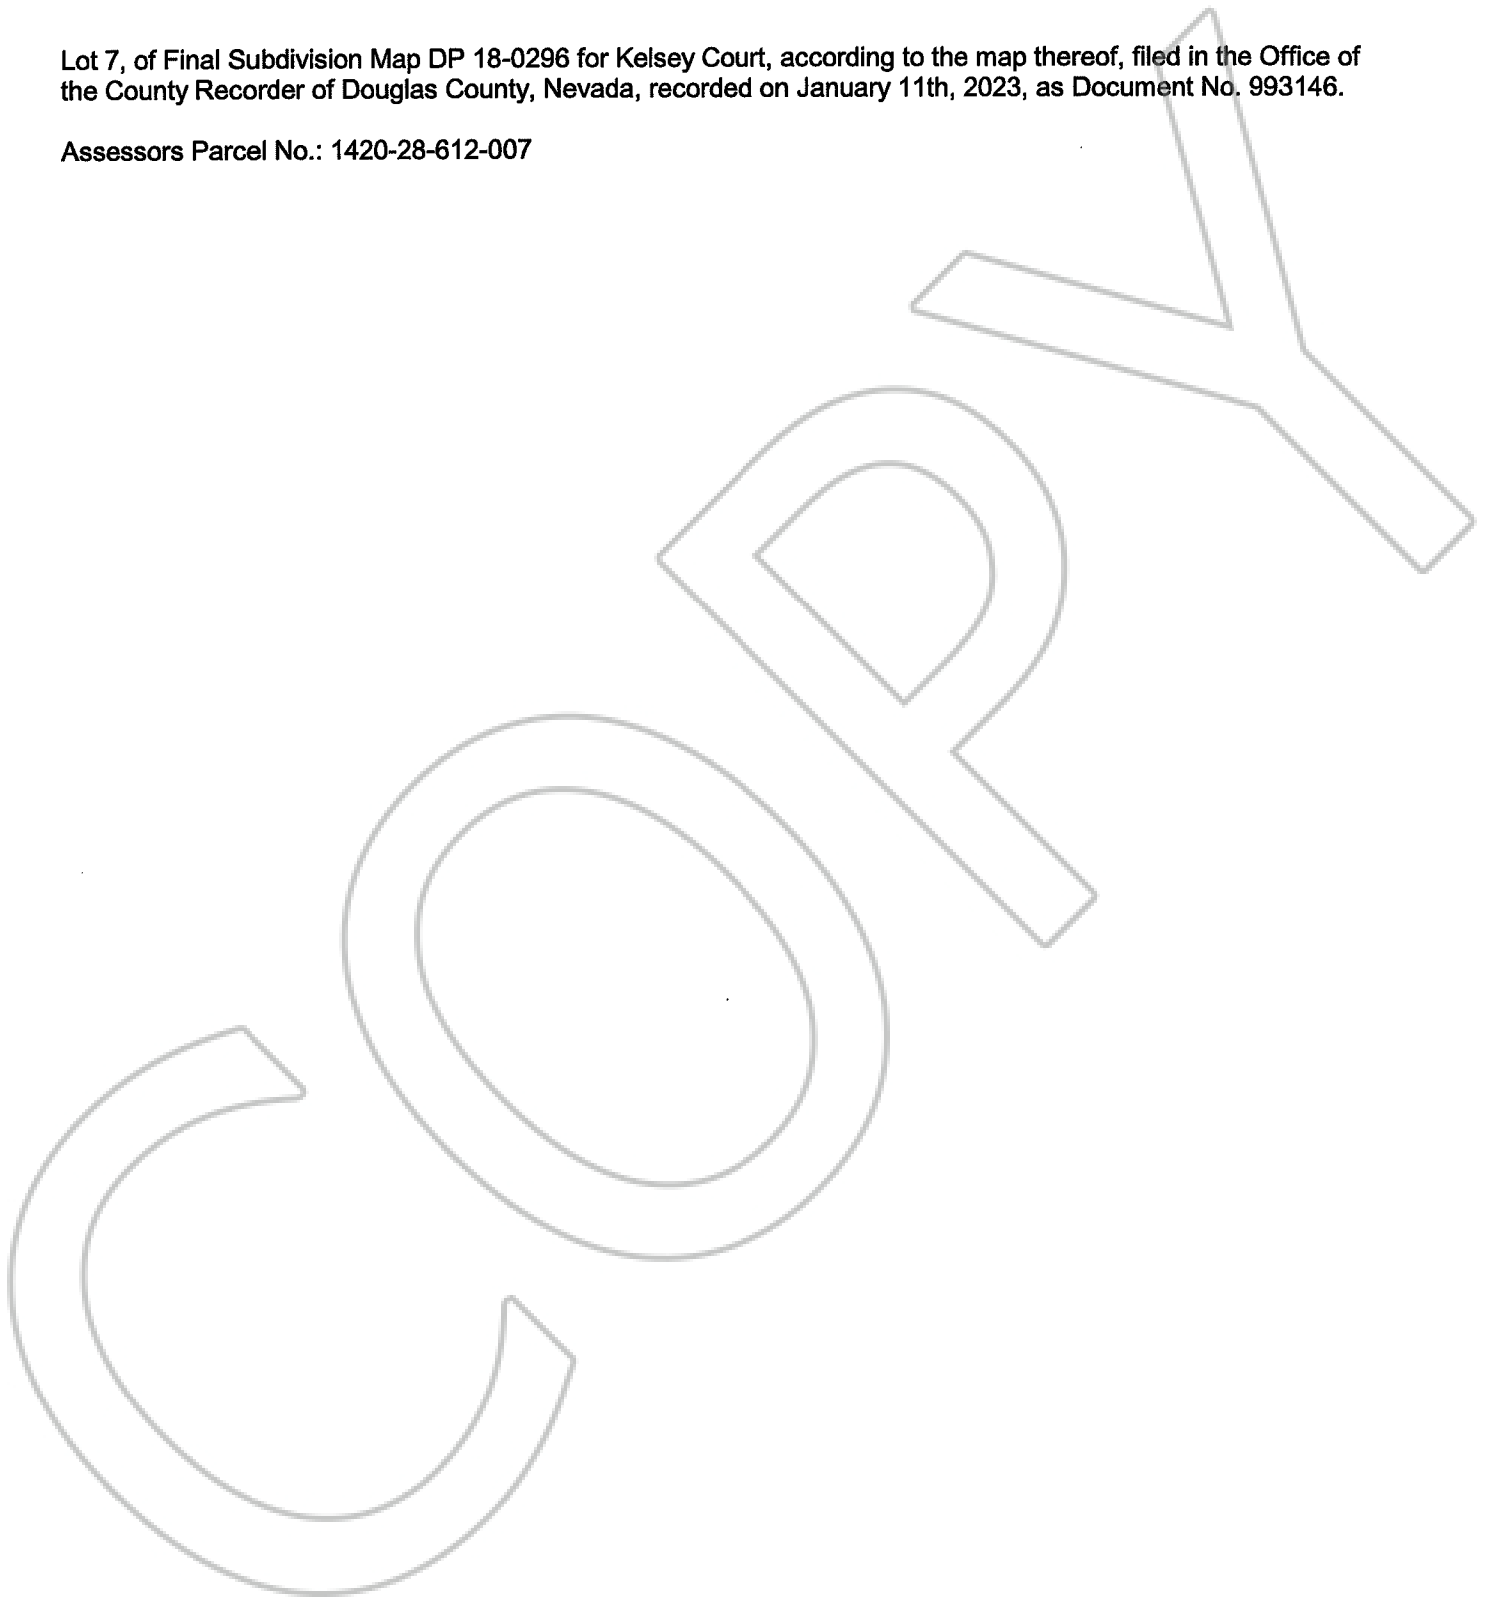 Lot 7, of Final Subdivision Map DP 18-0296 for Kelsey Court, according to the map thereof, filed in the Office of
the County Recorder of Douglas County, Nevada, recorded on January 11th, 2023, as Document No. 993146.
Assessors Parcel No.: 1420-28-612-007
COPY